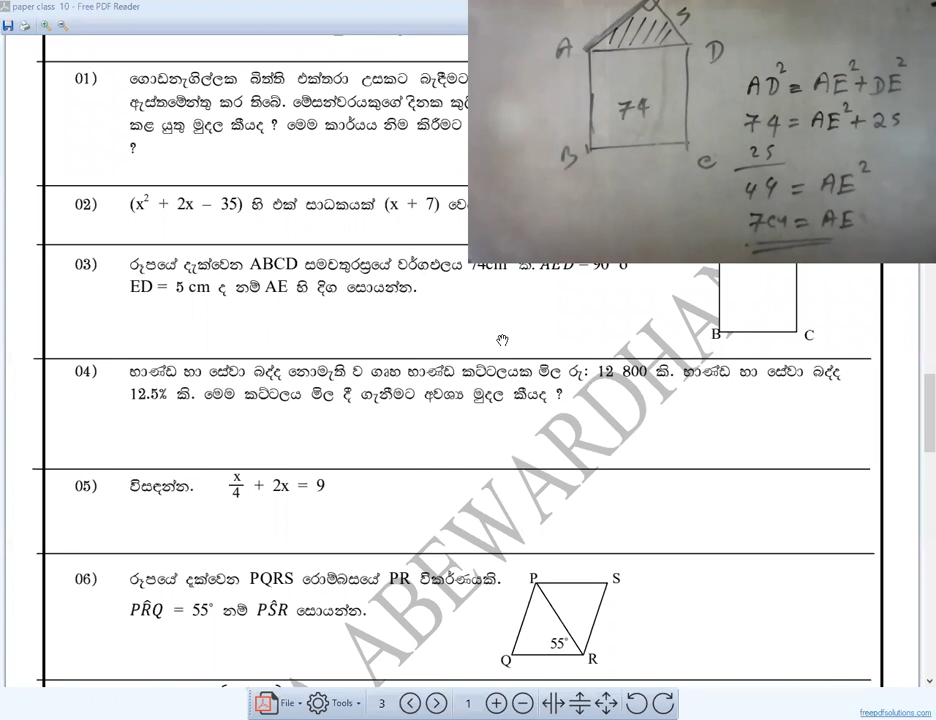 paper class 10 - Free PDF Reader
01) ගොඩනැගිල්ලක බිත්ති එක්තරා උසකට බැදීමට
ඇස්තමේන්තු කර තිබේ. මේසන්වරයකුගේ දිනක කුලිය
කළ යුතු මුදල කීයද ? මෙම කාර්යය නිම කිරීමට
?
02) (x² + 2x – 35) හි එක් සාධකයක් (x + 7)
03) රූපයේ දැක්වෙන ABCD සමචතුරස්‍රයේ වර්ගඵලය 74cm² කි. AED = 90° ද
ED = 5 cm ද නම් AE හි දිග සොයන්න.
B C
04) භාණ්ඩ හා සේවා බද්ද නොමැති ව ගෘහ භාණ්ඩ කට්ටලයක මිල රු: 12 800 කි. භාණ්ඩ හා සේවා බද්ද
12.5% කි. මෙම කට්ටලය මිල දී ගැනීමට අවශ්‍ය මුදල කීයද ?
05) විසඳන්න. x/4 + 2x = 9
06) රූපයේ දැක්වෙන PQRS රොම්බසයේ PR විකර්ණයකි.
PR̂Q = 55° නම් PŜR සොයන්න.
P S
55°
Q R
A 5 D
74
B C
AD² = AE² + DE²
74 = AE² + 25
25
49 = AE²
7cm = AE
ABEWARDHANA
File Tools 3 1
freepdfsolutions.com